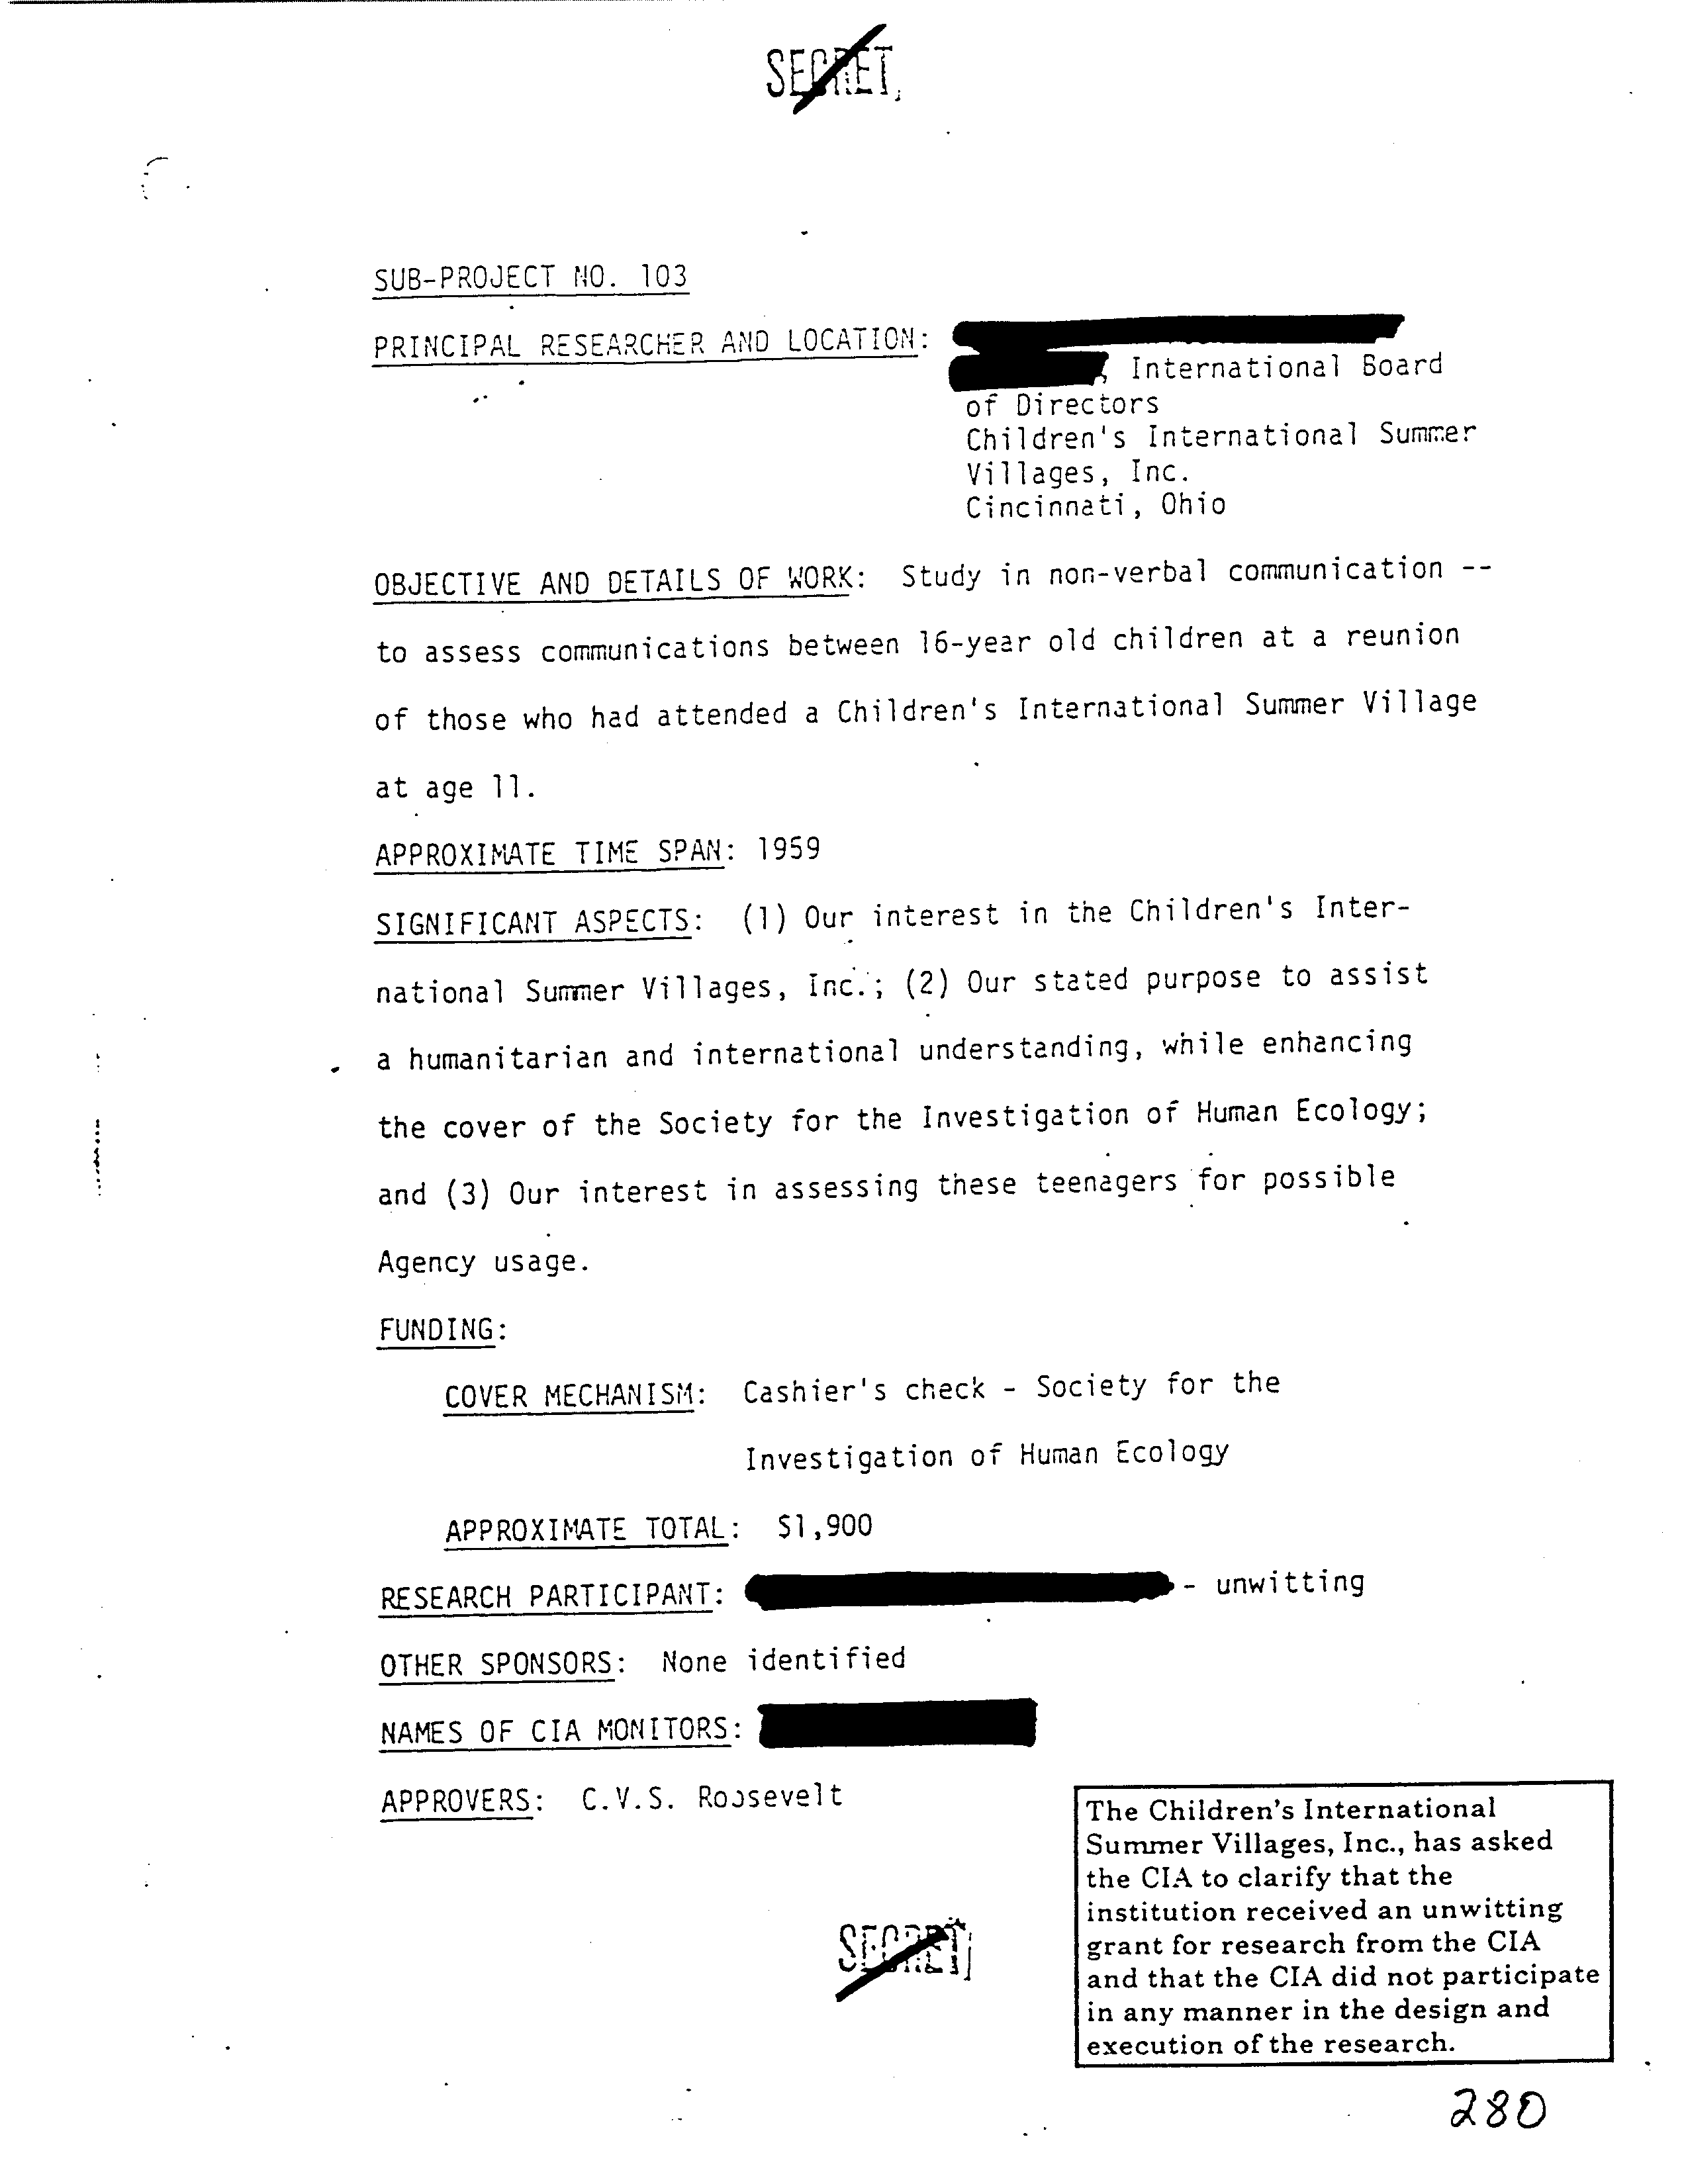 SECRET
SUB-PROJECT NO. 103
PRINCIPAL RESEARCHER AND LOCATION:
, International Board
of Directors
Children's International Summer
Villages, Inc.
Cincinnati, Ohio
OBJECTIVE AND DETAILS OF WORK: Study in non-verbal communication --
to assess communications between 16-year old children at a reunion
of those who had attended a Children's International Summer Village
at age 11.
APPROXIMATE TIME SPAN: 1959
SIGNIFICANT ASPECTS: (1) Our interest in the Children's Inter-
national Summer Villages, Inc.; (2) Our stated purpose to assist
a humanitarian and international understanding, while enhancing
the cover of the Society for the Investigation of Human Ecology;
and (3) Our interest in assessing these teenagers for possible
Agency usage.
FUNDING:
COVER MECHANISM: Cashier's check - Society for the
Investigation of Human Ecology
APPROXIMATE TOTAL: $1,900
RESEARCH PARTICIPANT: - unwitting
OTHER SPONSORS: None identified
NAMES OF CIA MONITORS:
APPROVERS: C.V.S. Roosevelt
The Children's International
Summer Villages, Inc., has asked
the CIA to clarify that the
institution received an unwitting
grant for research from the CIA
and that the CIA did not participate
in any manner in the design and
execution of the research.
SECRET
280